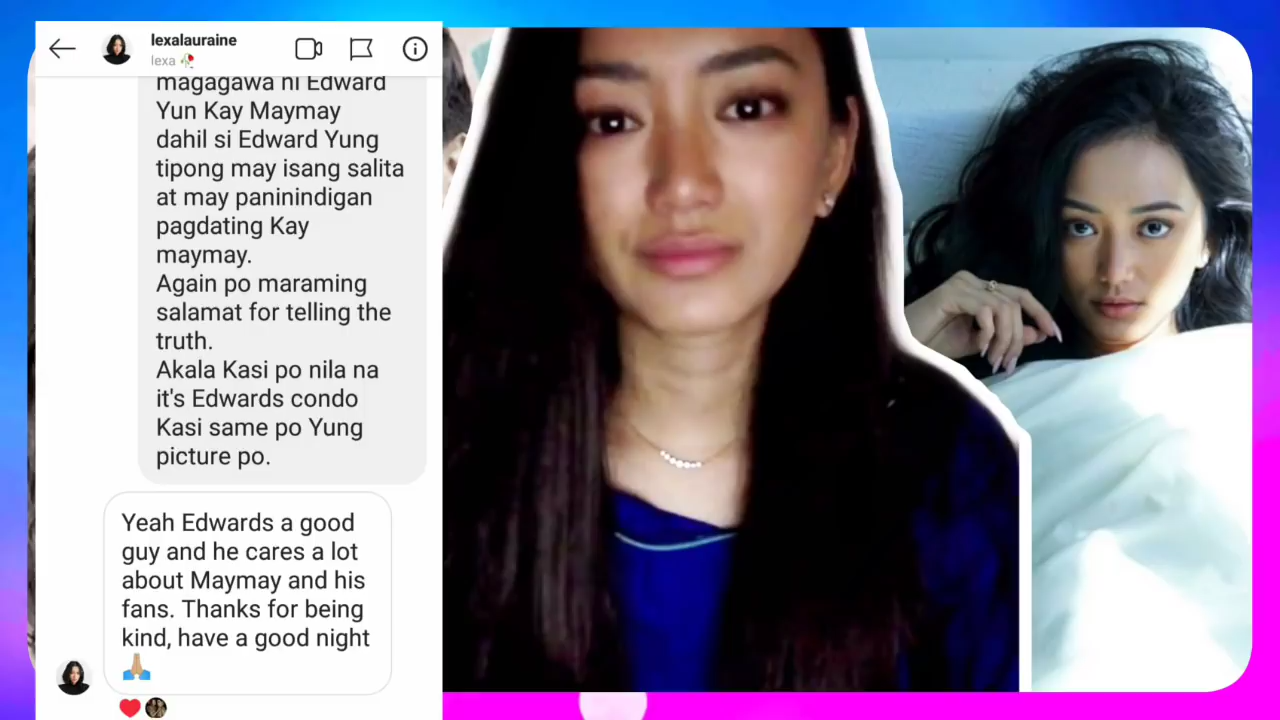 lexalauraine
lexa 🥀
magagawa ni Edward
Yun Kay Maymay
dahil si Edward Yung
tipong may isang salita
at may paninindigan
pagdating Kay
maymay.
Again po maraming
salamat for telling the
truth.
Akala Kasi po nila na
it's Edwards condo
Kasi same po Yung
picture po.
Yeah Edwards a good
guy and he cares a lot
about Maymay and his
fans. Thanks for being
kind, have a good night
🙏🏼